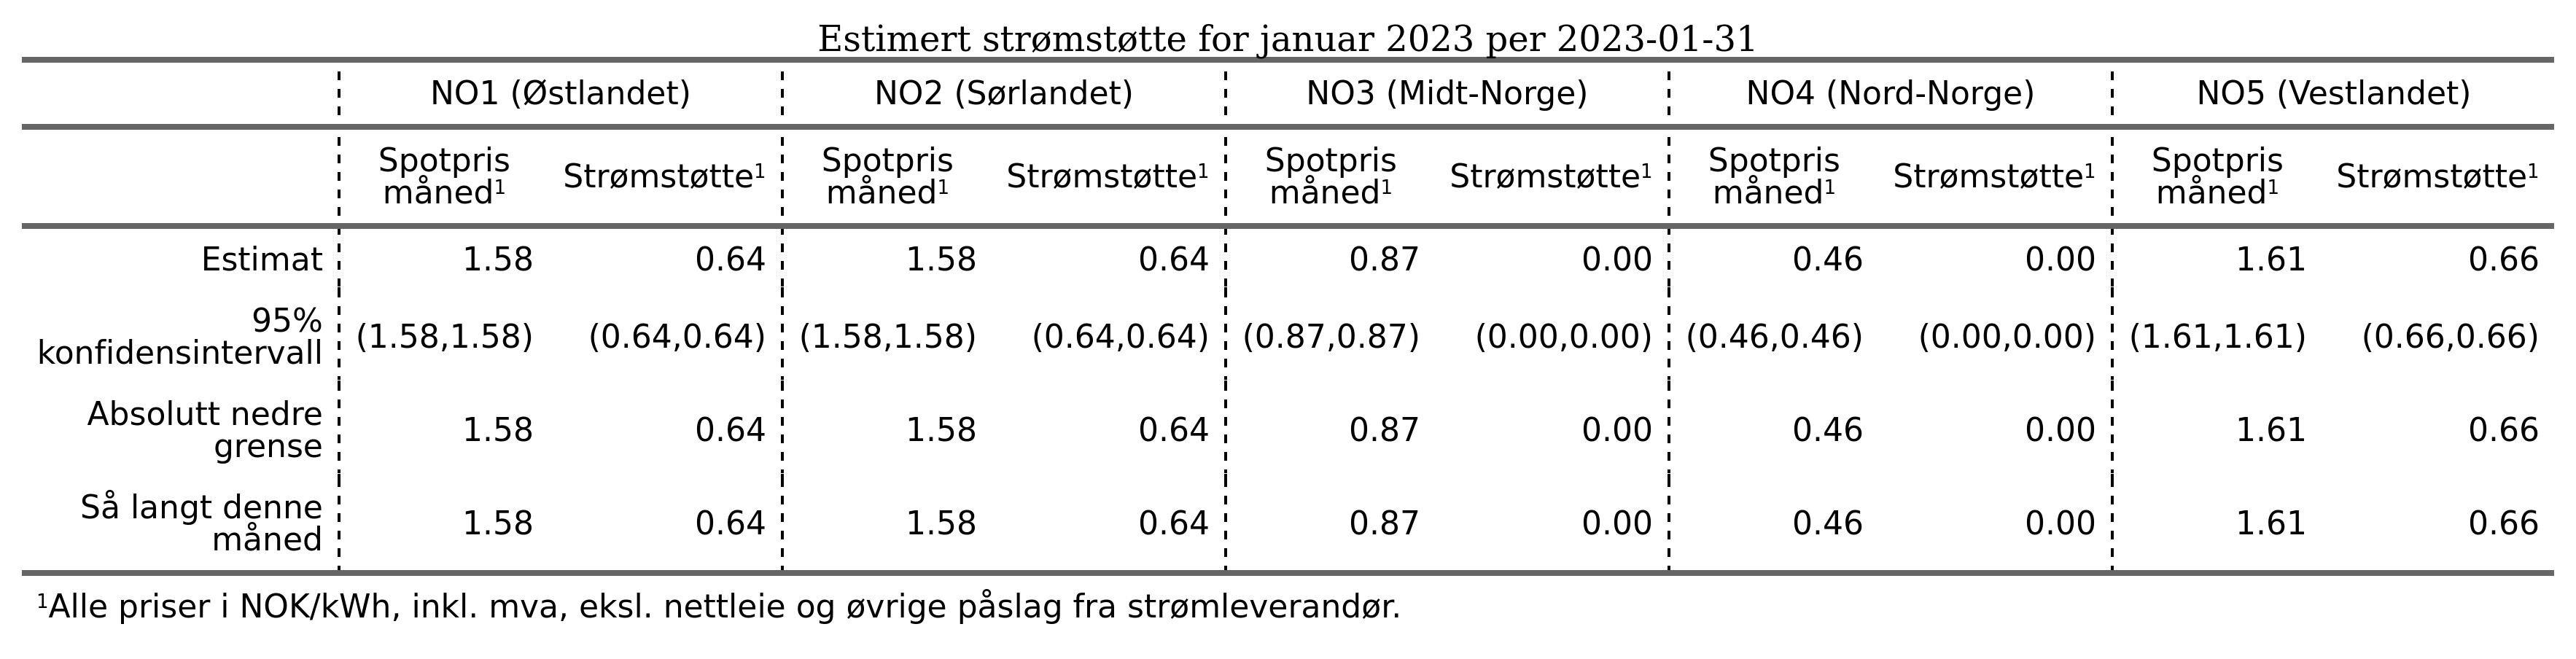 Estimert strømstøtte for januar 2023 per 2023-01-31
NO1 (Østlandet) NO2 (Sørlandet) NO3 (Midt-Norge) NO4 (Nord-Norge) NO5 (Vestlandet)
Spotpris måned¹ Strømstøtte¹ Spotpris måned¹ Strømstøtte¹ Spotpris måned¹ Strømstøtte¹ Spotpris måned¹ Strømstøtte¹ Spotpris måned¹ Strømstøtte¹
Estimat 1.58 0.64 1.58 0.64 0.87 0.00 0.46 0.00 1.61 0.66
95% konfidensintervall (1.58,1.58) (0.64,0.64) (1.58,1.58) (0.64,0.64) (0.87,0.87) (0.00,0.00) (0.46,0.46) (0.00,0.00) (1.61,1.61) (0.66,0.66)
Absolutt nedre grense 1.58 0.64 1.58 0.64 0.87 0.00 0.46 0.00 1.61 0.66
Så langt denne måned 1.58 0.64 1.58 0.64 0.87 0.00 0.46 0.00 1.61 0.66
¹Alle priser i NOK/kWh, inkl. mva, eksl. nettleie og øvrige påslag fra strømleverandør.